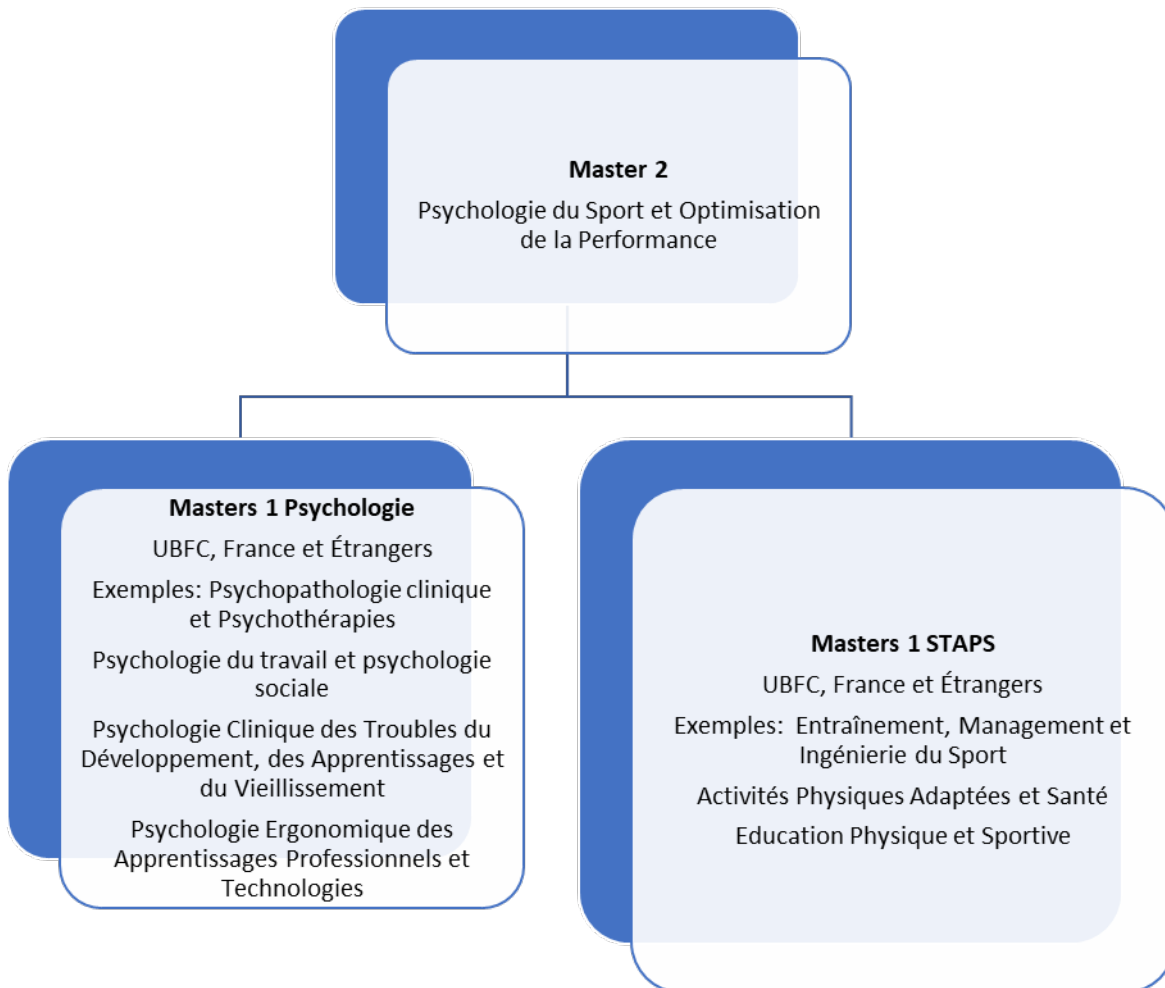 Master 2
Psychologie du Sport et Optimisation
de la Performance
Masters 1 Psychologie
UBFC, France et Étrangers
Exemples: Psychopathologie clinique
et Psychothérapies
Psychologie du travail et psychologie
sociale
Psychologie Clinique des Troubles du
Développement, des Apprentissages et
du Vieillissement
Psychologie Ergonomique des
Apprentissages Professionnels et
Technologies
Masters 1 STAPS
UBFC, France et Étrangers
Exemples: Entraînement, Management et
Ingénierie du Sport
Activités Physiques Adaptées et Santé
Education Physique et Sportive